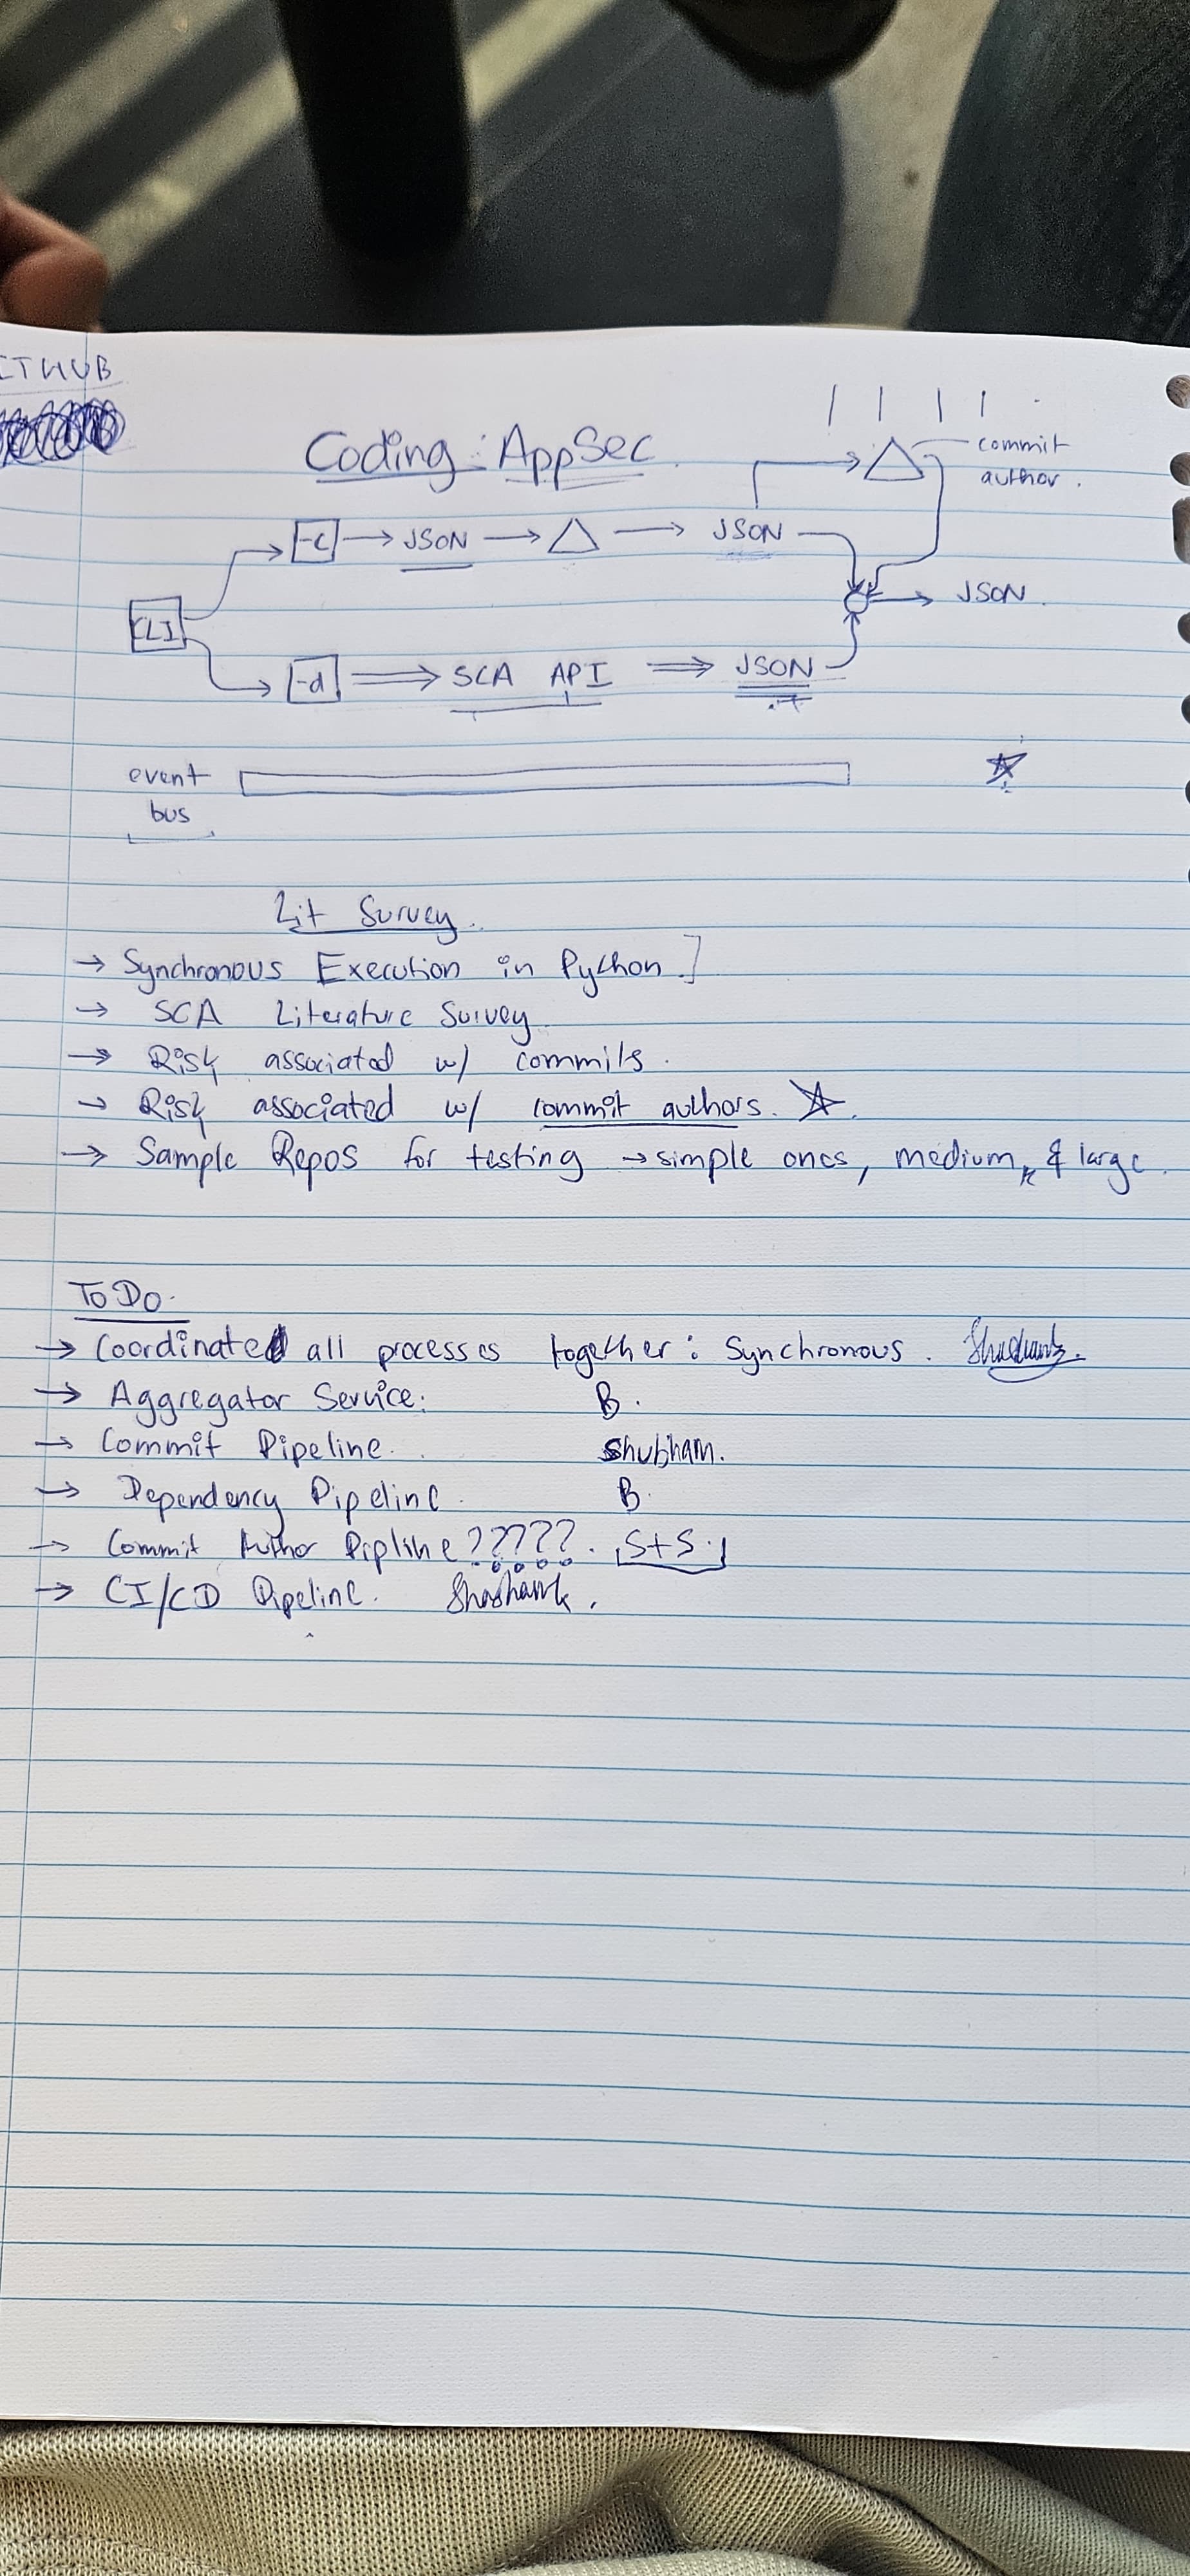 ITHUB
Coding: AppSec.
commit
author.
-c → JSON → △ → JSON
CLI
JSON.
-d ⇒ SCA API ⇒ JSON
event
bus
Lit Survey.
→ Synchronous Execution in Python]
→ SCA Literature Survey
→ Risk associated w/ commits.
→ Risk associated w/ commit authors. ☆.
→ Sample Repos for testing → simple ones, medium, & large.
To Do.
→ Coordinate all processes together: Synchronous. Shashank.
→ Aggregator Service: B.
→ Commit Pipeline. Shubham.
→ Dependency Pipeline. B.
→ Commit Author Pipline ?????. S+S.
→ CI/CD Pipeline. Shashank.